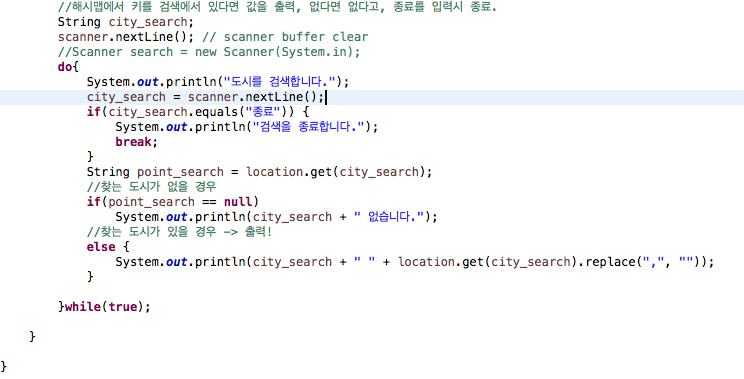 //해시맵에서 키를 검색에서 있다면 값을 출력, 없다면 없다고, 종료를 입력시 종료.
String city_search;
scanner.nextLine(); // scanner buffer clear
//Scanner search = new Scanner(System.in);
do{
System.out.println("도시를 검색합니다.");
city_search = scanner.nextLine();
if(city_search.equals("종료")) {
System.out.println("검색을 종료합니다.");
break;
}
String point_search = location.get(city_search);
//찾는 도시가 없을 경우
if(point_search == null)
System.out.println(city_search + " 없습니다.");
//찾는 도시가 있을 경우 -> 출력!
else {
System.out.println(city_search + " " + location.get(city_search).replace(",", ""));
}
}while(true);
}
}